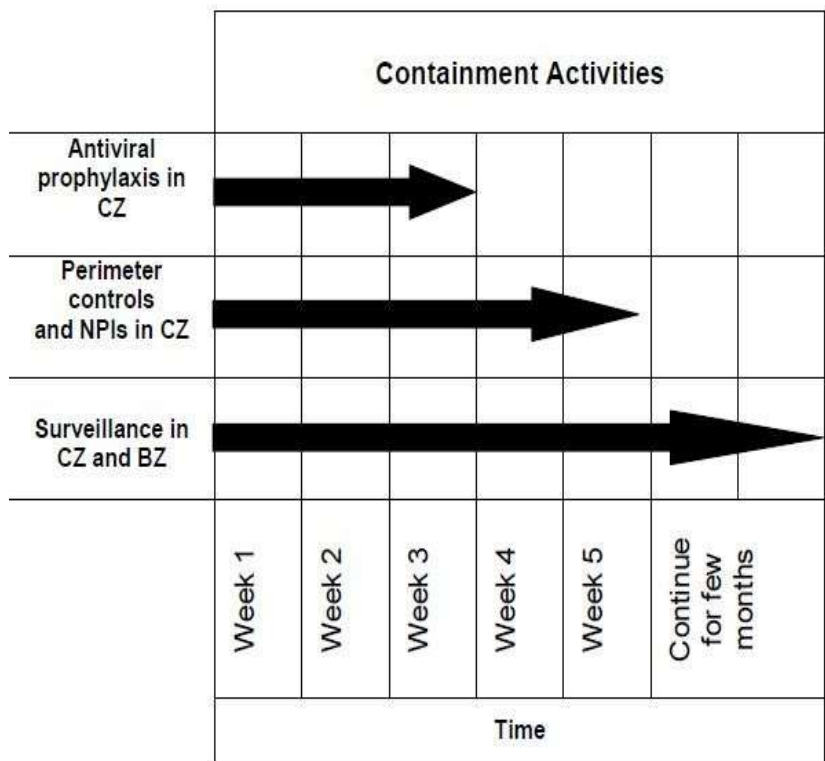 Containment Activities
Antiviral
prophylaxis in
CZ
Perimeter
controls
and NPIs in CZ
Surveillance in
CZ and BZ
Week 1
Week 2
Week 3
Week 4
Week 5
Continue
for few
months
Time